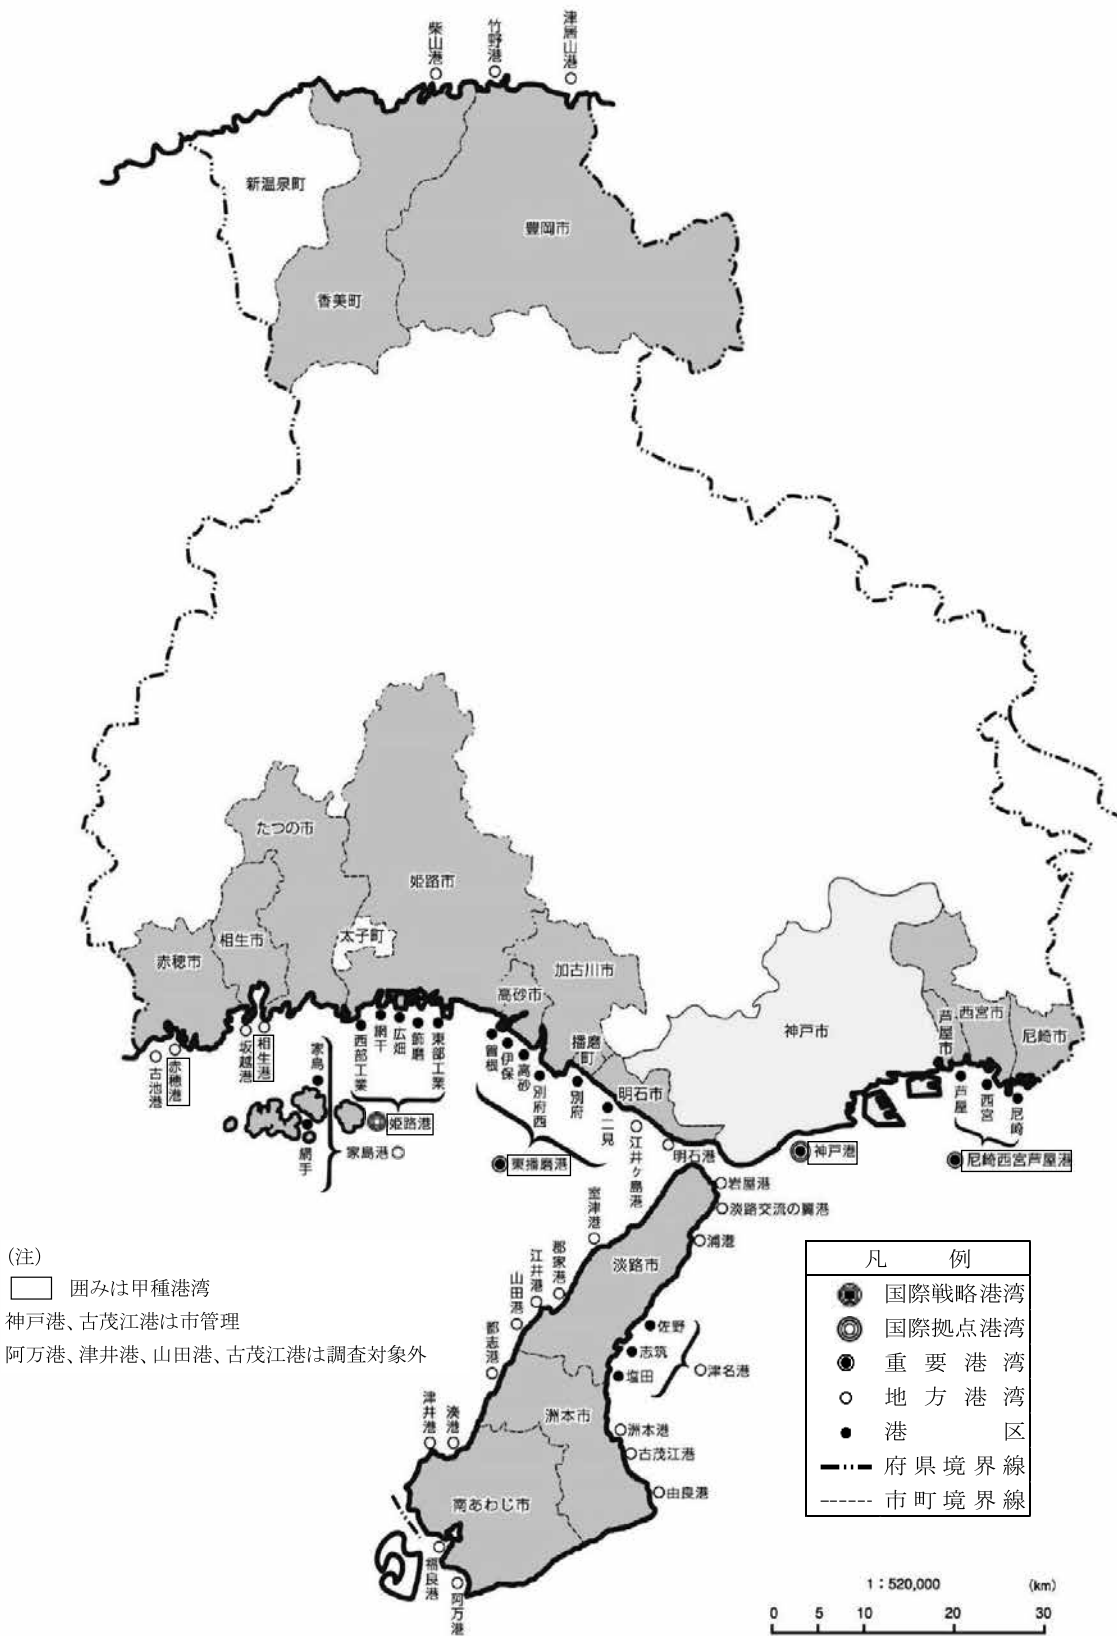 柴山港
竹野港
津居山港
新温泉町
豊岡市
香美町
たつの市
姫路市
相生市
太子町
赤穂市
加古川市
高砂市
播磨町
明石市
神戸市
芦屋市
西宮市
尼崎市
古池港
赤穂港
坂越港
相生港
家島
網手
家島港
西部工業
網干
広畑
飾磨
東部工業
姫路港
曽根
伊保
高砂
別府西
別府
二見
東播磨港
江井ヶ島港
明石港
神戸港
芦屋
西宮
尼崎
尼崎西宮芦屋港
岩屋港
淡路交流の翼港
浦港
室津港
郡家港
江井港
山田港
都志港
淡路市
佐野
志筑
塩田
津名港
津井港
湊港
洲本市
洲本港
古茂江港
由良港
南あわじ市
福良港
阿万港
(注)
囲みは甲種港湾
神戸港、古茂江港は市管理
阿万港、津井港、山田港、古茂江港は調査対象外
凡 例
国際戦略港湾
国際拠点港湾
重要港湾
地方港湾
港区
府県境界線
市町境界線
1：520,000 (km)
0 5 10 20 30